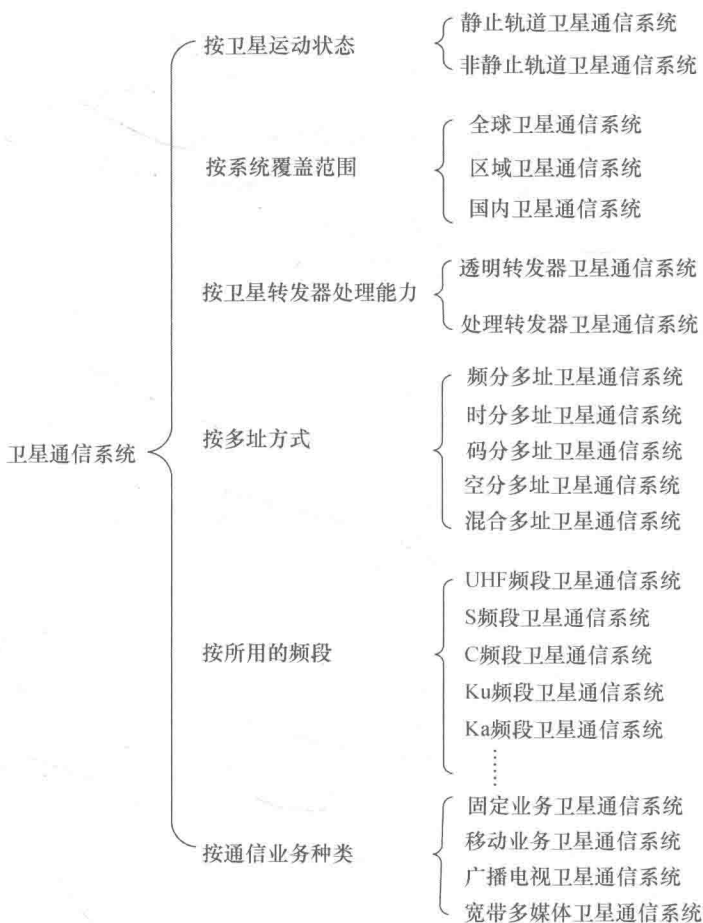 卫星通信系统
按卫星运动状态
静止轨道卫星通信系统
非静止轨道卫星通信系统
按系统覆盖范围
全球卫星通信系统
区域卫星通信系统
国内卫星通信系统
按卫星转发器处理能力
透明转发器卫星通信系统
处理转发器卫星通信系统
按多址方式
频分多址卫星通信系统
时分多址卫星通信系统
码分多址卫星通信系统
空分多址卫星通信系统
混合多址卫星通信系统
按所用的频段
UHF频段卫星通信系统
S频段卫星通信系统
C频段卫星通信系统
Ku频段卫星通信系统
Ka频段卫星通信系统
……
按通信业务种类
固定业务卫星通信系统
移动业务卫星通信系统
广播电视卫星通信系统
宽带多媒体卫星通信系统